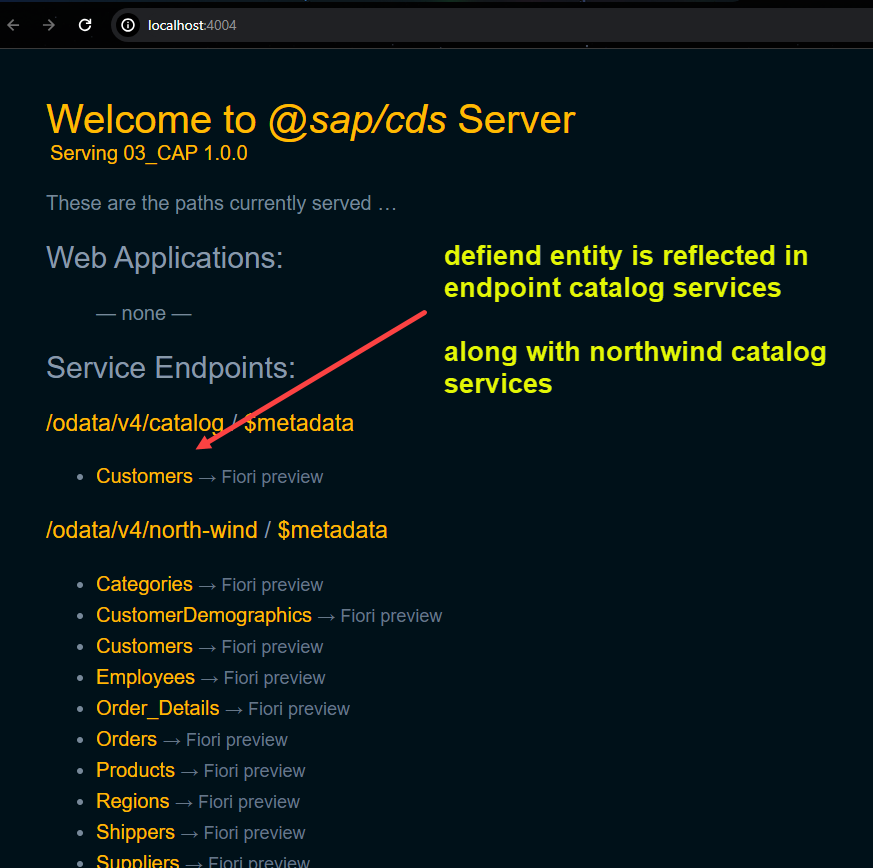 localhost:4004
Welcome to @sap/cds Server
Serving 03_CAP 1.0.0
These are the paths currently served …
Web Applications:
— none —
defiend entity is reflected in
endpoint catalog services
along with northwind catalog
services
Service Endpoints:
/odata/v4/catalog / $metadata
Customers → Fiori preview
/odata/v4/north-wind / $metadata
Categories → Fiori preview
CustomerDemographics → Fiori preview
Customers → Fiori preview
Employees → Fiori preview
Order_Details → Fiori preview
Orders → Fiori preview
Products → Fiori preview
Regions → Fiori preview
Shippers → Fiori preview
Suppliers → Fiori preview